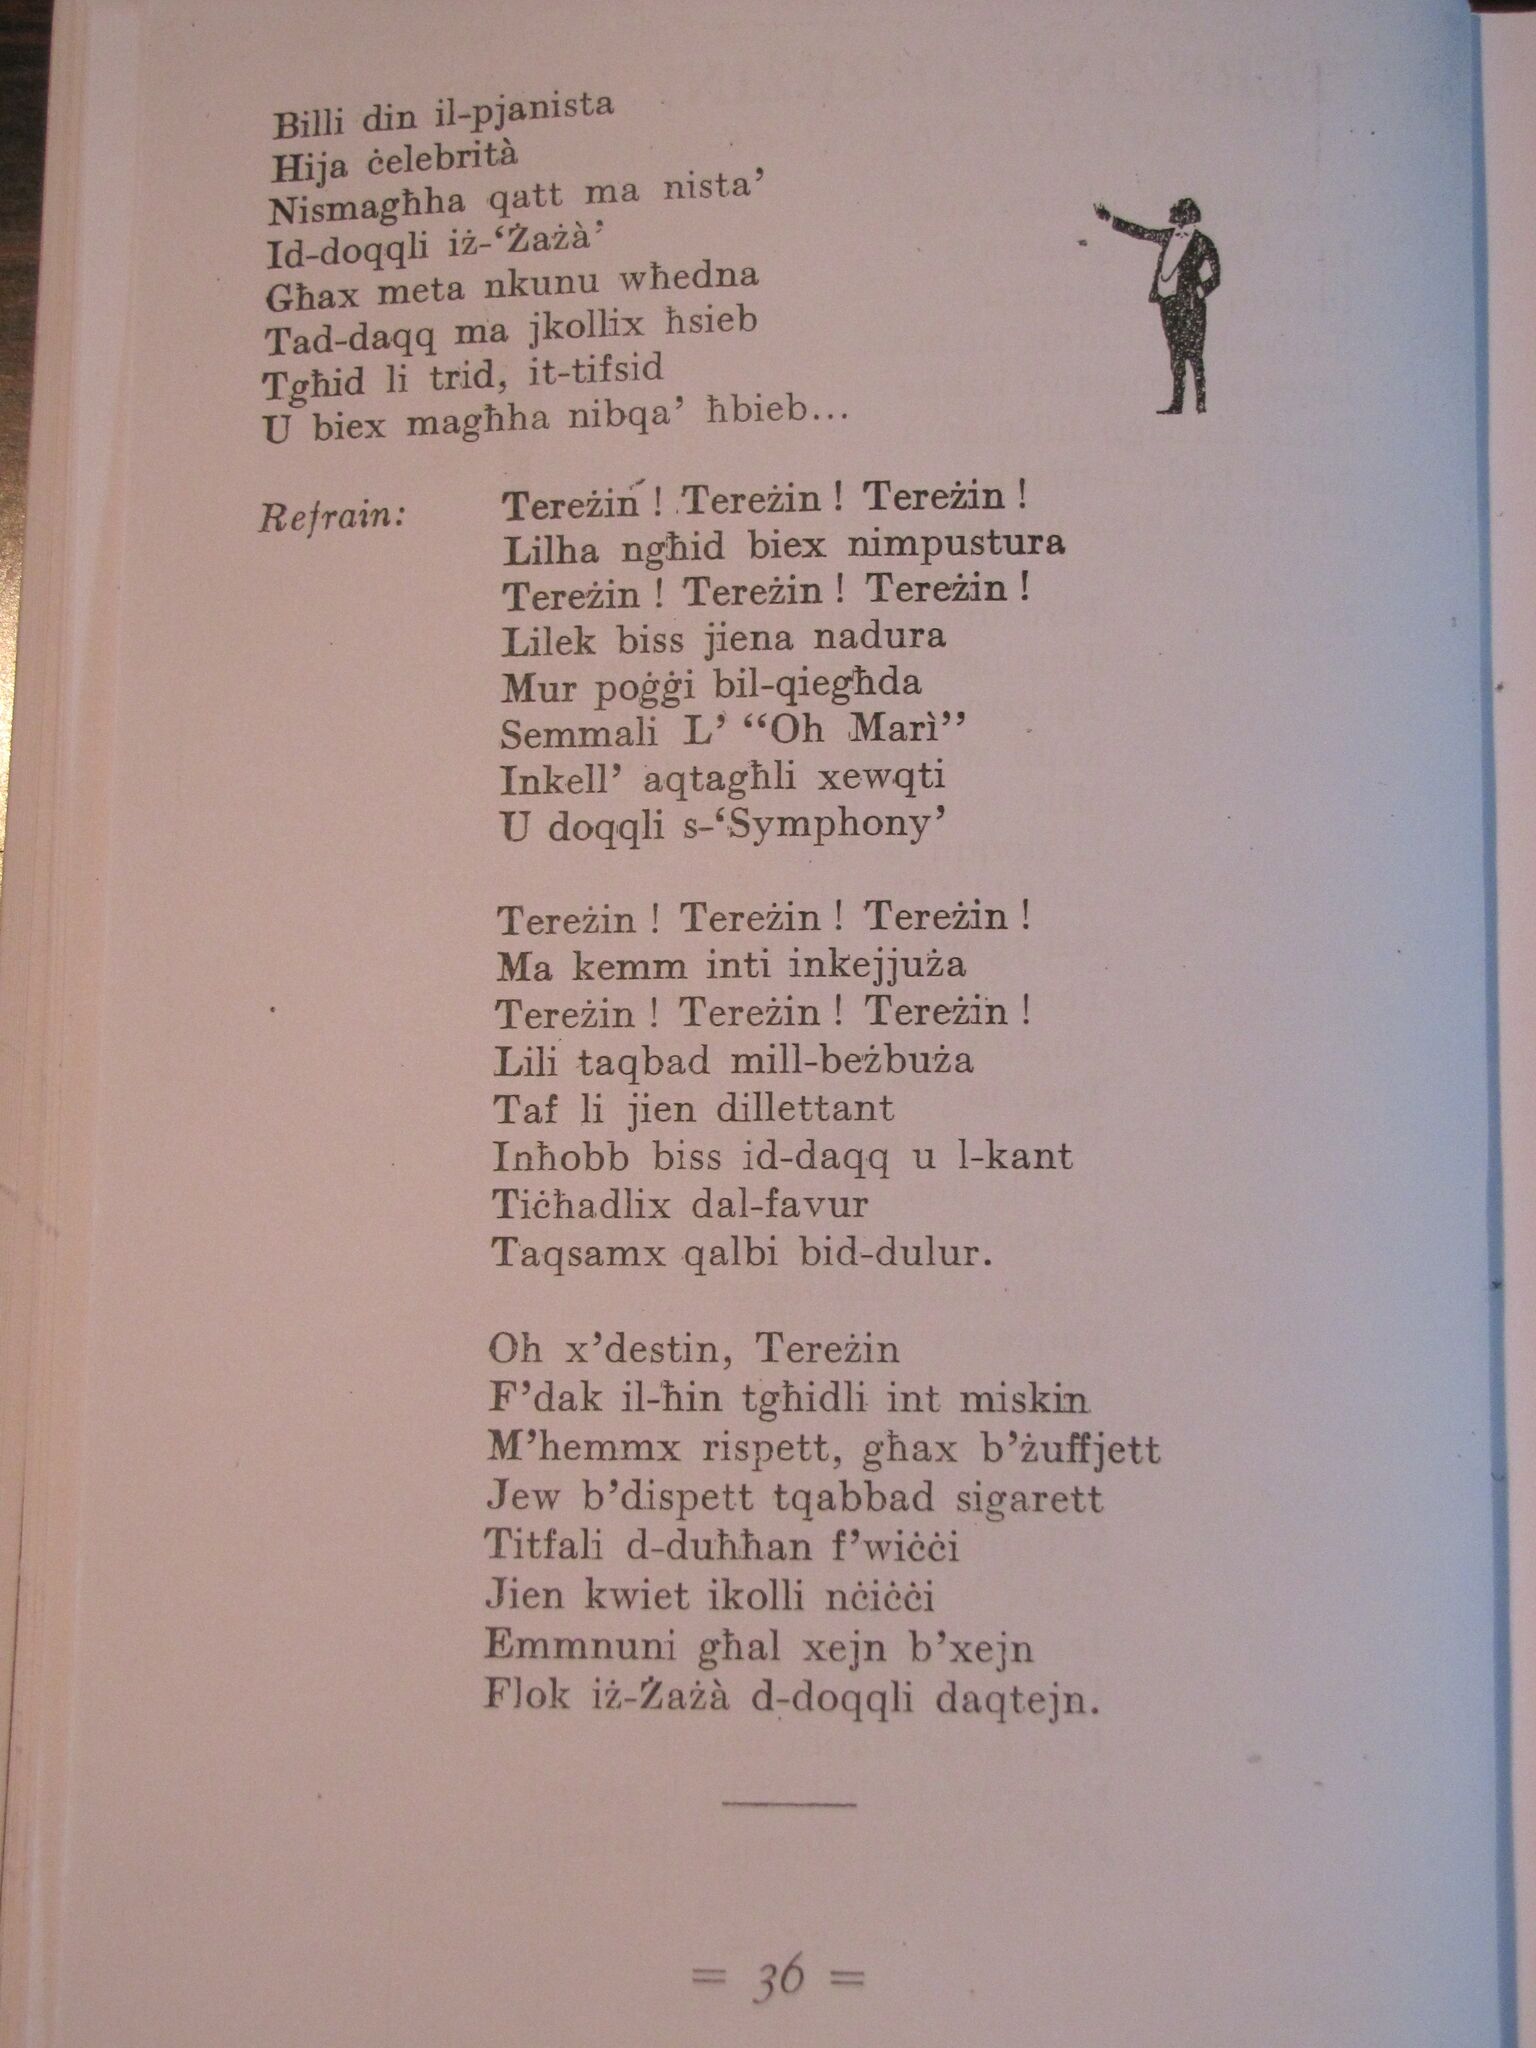 Billi din il-pjanista
Hija ċelebrità
Nismagħha qatt ma nista'
Id-doqqli iż-‘Żażà’
Għax meta nkunu wħedna
Tad-daqq ma jkollix ħsieb
Tgħid li trid, it-tifsid
U biex magħha nibqa' ħbieb...
Refrain: Tereżin ! Tereżin ! Tereżin !
Lilha ngħid biex nimpustura
Tereżin ! Tereżin ! Tereżin !
Lilek biss jiena nadura
Mur poġġi bil-qiegħda
Semmali L' “Oh Marì”
Inkell' aqtagħli xewqti
U doqqli s-‘Symphony’
Tereżin ! Tereżin ! Tereżin !
Ma kemm inti inkejjuża
Tereżin ! Tereżin ! Tereżin !
Lili taqbad mill-beżbuża
Taf li jien dillettant
Inħobb biss id-daqq u l-kant
Tiċħadlix dal-favur
Taqsamx qalbi bid-dulur.
Oh x'destin, Tereżin
F'dak il-ħin tgħidli int miskin
M'hemmx rispett, għax b'żuffjett
Jew b'dispett tqabbad sigarett
Titfali d-duħħan f'wiċċi
Jien kwiet ikolli nċiċċi
Emmnuni għal xejn b'xejn
Flok iż-Żażà d-doqqli daqtejn.
= 36 =